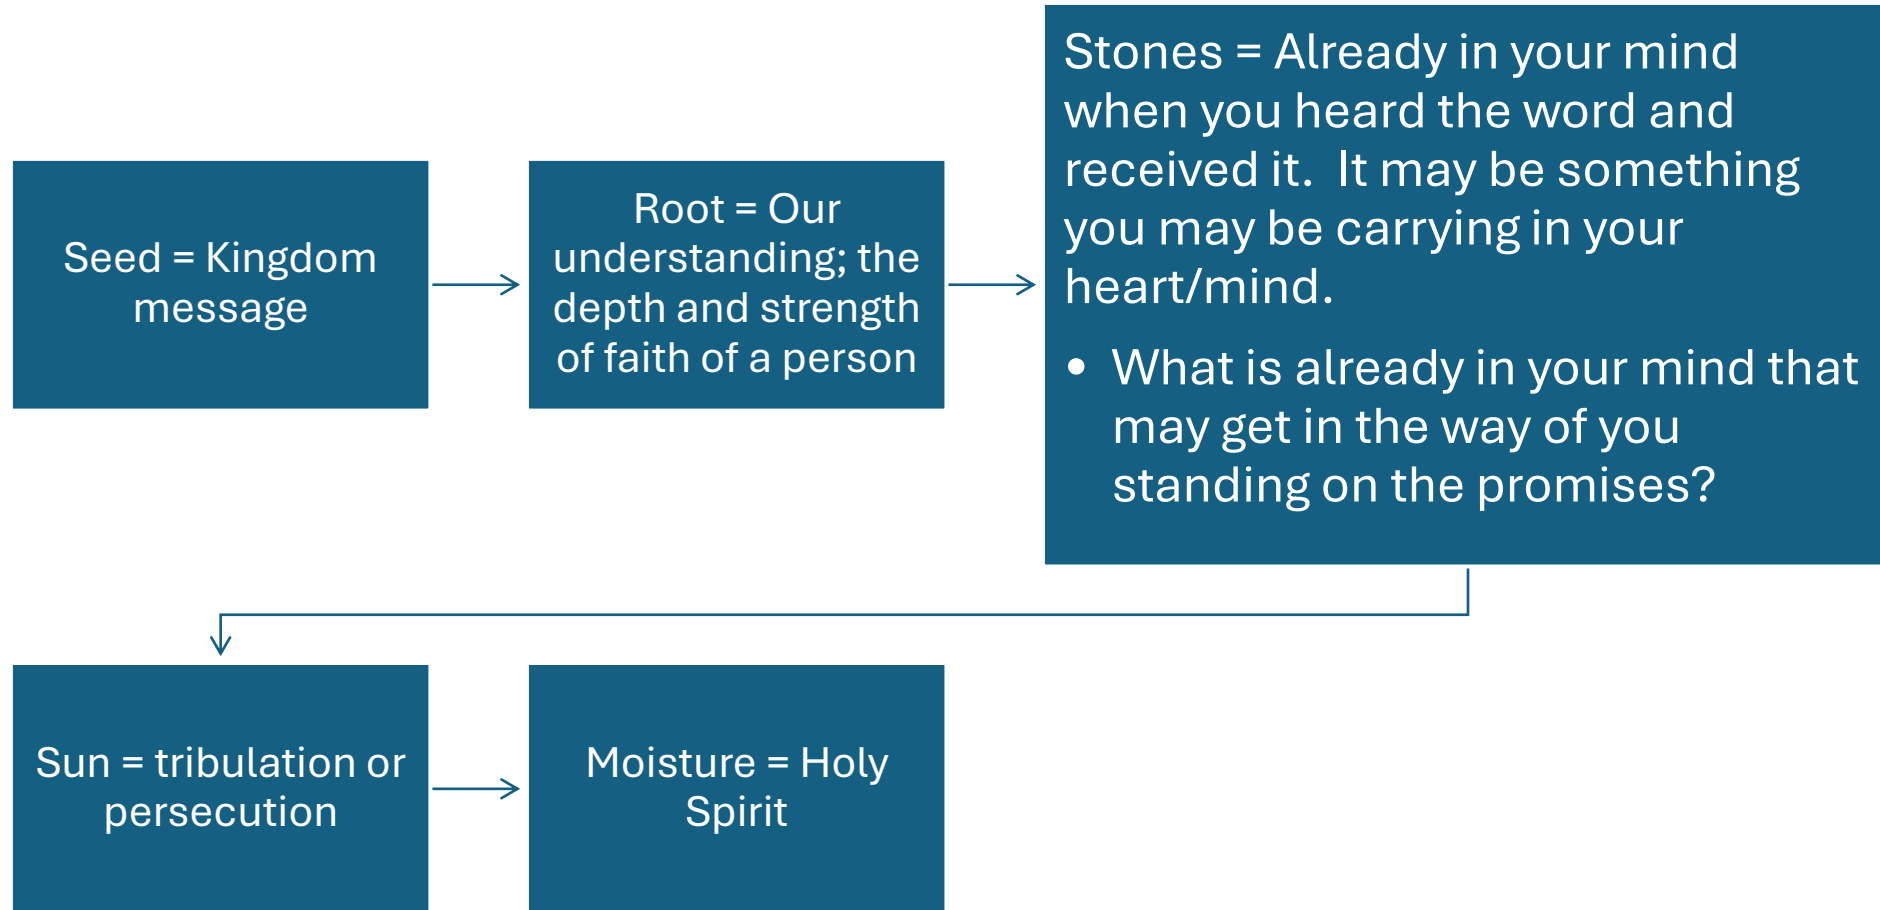 Seed = Kingdom
message
Root = Our
understanding; the
depth and strength
of faith of a person
Stones = Already in your mind
when you heard the word and
received it.  It may be something
you may be carrying in your
heart/mind.
• What is already in your mind that
may get in the way of you
standing on the promises?
Sun = tribulation or
persecution
Moisture = Holy
Spirit